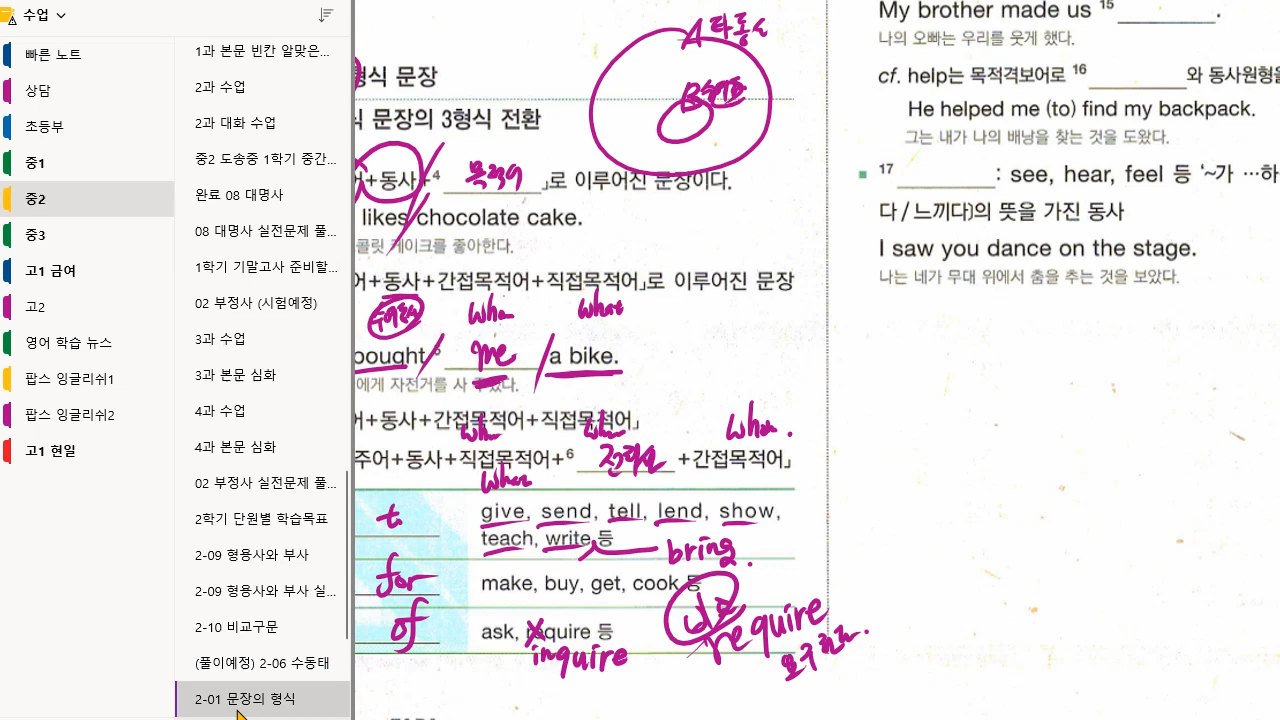 수업
빠른 노트
상담
초등부
중1
중2
중3
고1 금여
고2
영어 학습 뉴스
팝스 잉글리쉬1
팝스 잉글리쉬2
고1 현일
1과 본문 빈칸 알맞은...
2과 수업
2과 대화 수업
중2 도송중 1학기 중간...
완료 08 대명사
08 대명사 실전문제 풀...
1학기 기말고사 준비할...
02 부정사 (시험예정)
3과 수업
3과 본문 심화
4과 수업
4과 본문 심화
02 부정사 실전문제 풀...
2학기 단원별 학습목표
2-09 형용사와 부사
2-09 형용사와 부사 실...
2-10 비교구문
(풀이예정) 2-06 수동태
2-01 문장의 형식
A 타동사
형식 문장
B 수여동사
식 문장의 3형식 전환
어+동사+4 목적어」로 이루어진 문장이다.
likes chocolate cake.
콜릿 케이크를 좋아한다.
어+동사+간접목적어+직접목적어」로 이루어진 문장
수여동사 whom what
bought 5 me a bike.
에게 자전거를 사 주었다.
어+동사+간접목적어+직접목적어」
whom.
주어+동사+직접목적어+6 전치사 +간접목적어」
what
to give, send, tell, lend, show,
teach, write 등 bring.
for make, buy, get, cook 등
of ask, require 등
inquire
require
My brother made us 15 .
나의 오빠는 우리를 웃게 했다.
cf. help는 목적격보어로 16 와 동사원형을
He helped me (to) find my backpack.
그는 내가 나의 배낭을 찾는 것을 도왔다.
17 : see, hear, feel 등 '~가 …하
다/느끼다)의 뜻을 가진 동사
I saw you dance on the stage.
나는 네가 무대 위에서 춤을 추는 것을 보았다.